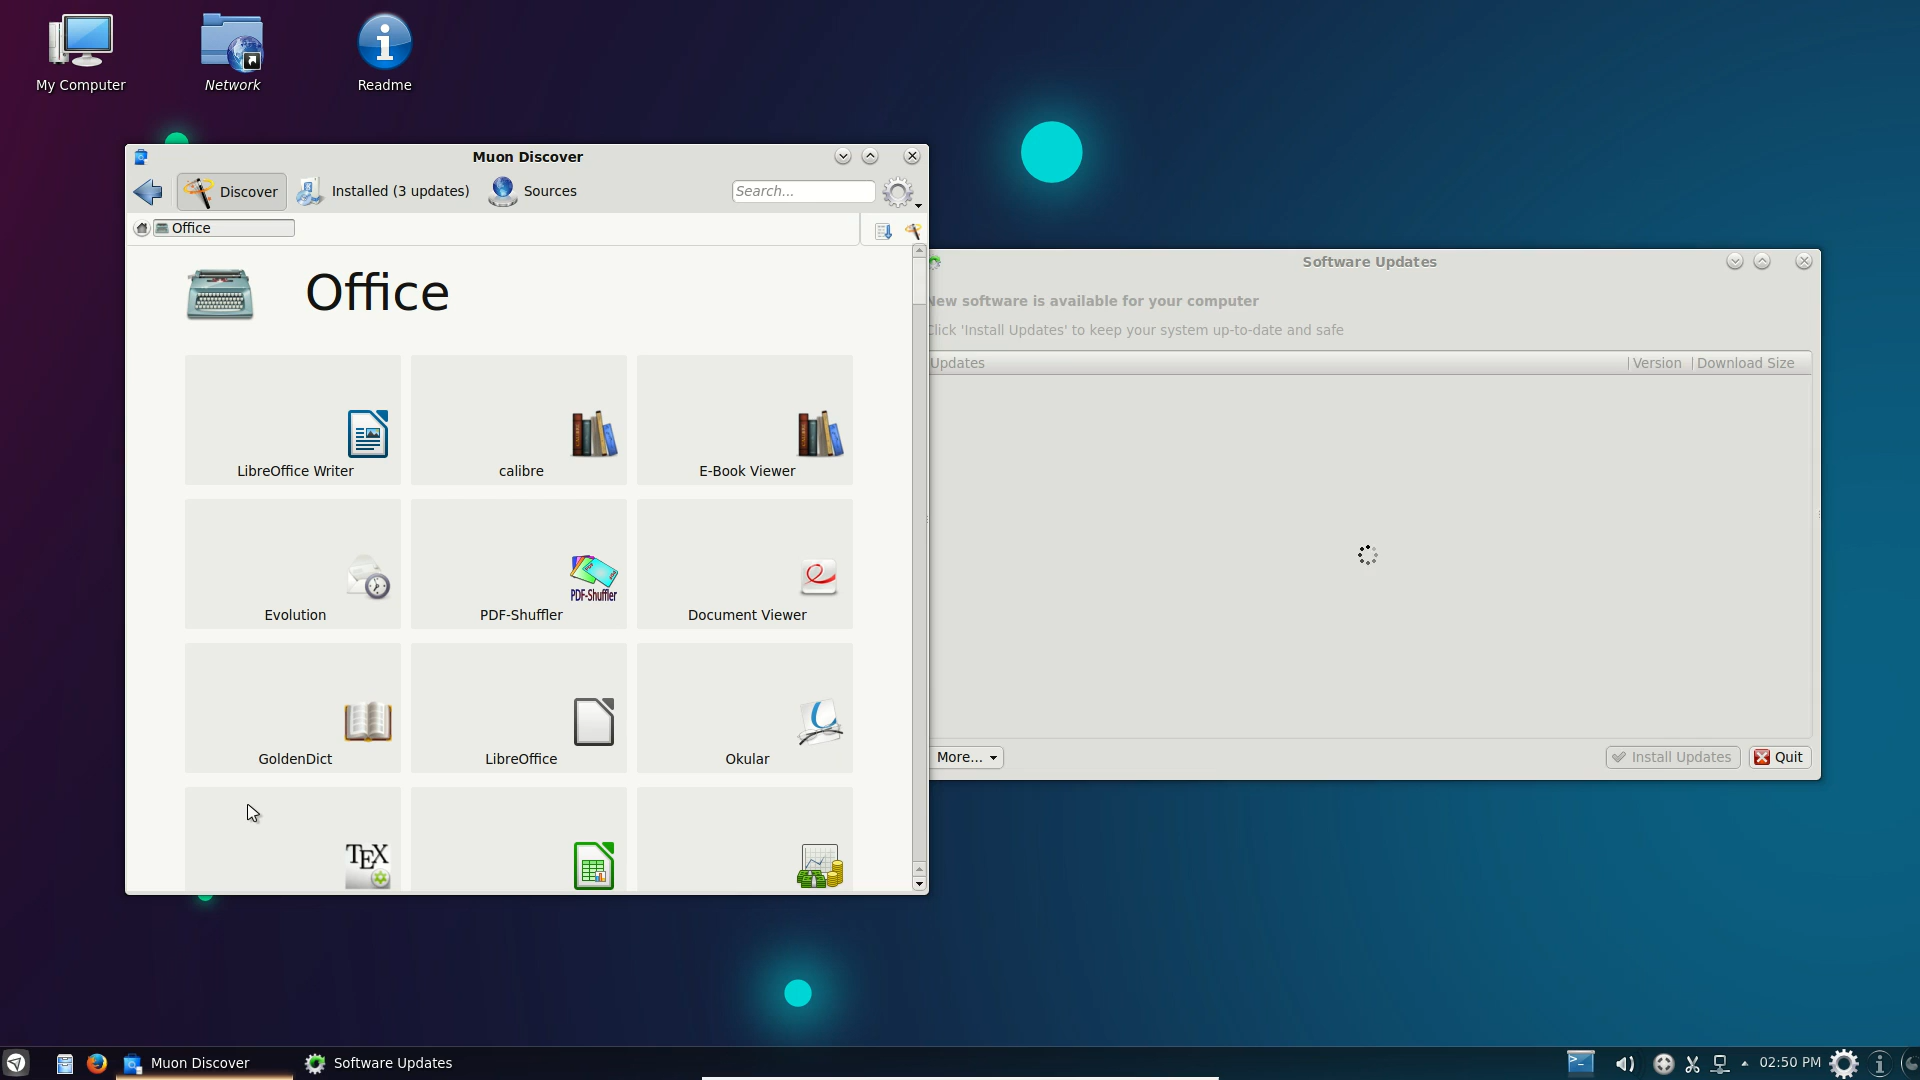 My Computer
Network
Readme
Muon Discover
Discover
Installed (3 updates)
Sources
Search...
Office
Office
LibreOffice Writer
calibre
E-Book Viewer
Evolution
PDF-Shuffler
PDF-Shuffler
Document Viewer
GoldenDict
LibreOffice
Okular
TEX
Software Updates
New software is available for your computer
Click 'Install Updates' to keep your system up-to-date and safe
Updates
Version
Download Size
More...
Install Updates
Quit
Muon Discover
Software Updates
02:50 PM